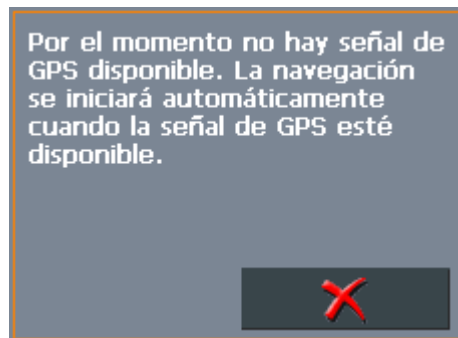 Por el momento no hay señal de
GPS disponible. La navegación
se iniciará automáticamente
cuando la señal de GPS esté
disponible.